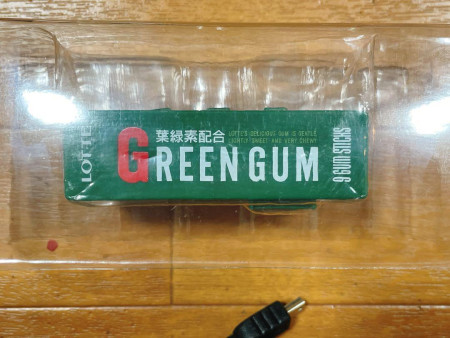 LOTTE
葉緑素配合
LOTTE'S DELICIOUS GUM IS GENTLE,
LIGHTLY SWEET AND VERY CHEWY
GREEN GUM
9 GUM STICKS